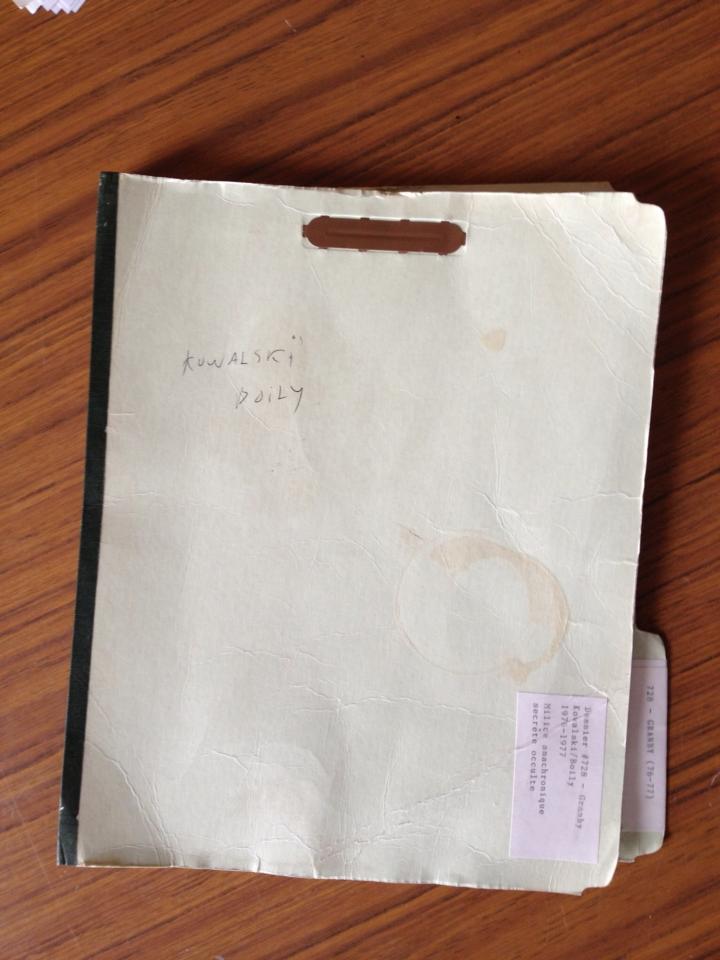 KOWALSKi
BOiLY
Dossier #728 - Granby
Kowalski/Boily
1976-1977
Milice anachronique
secrète occulte
728 - GRANBY (76-77)